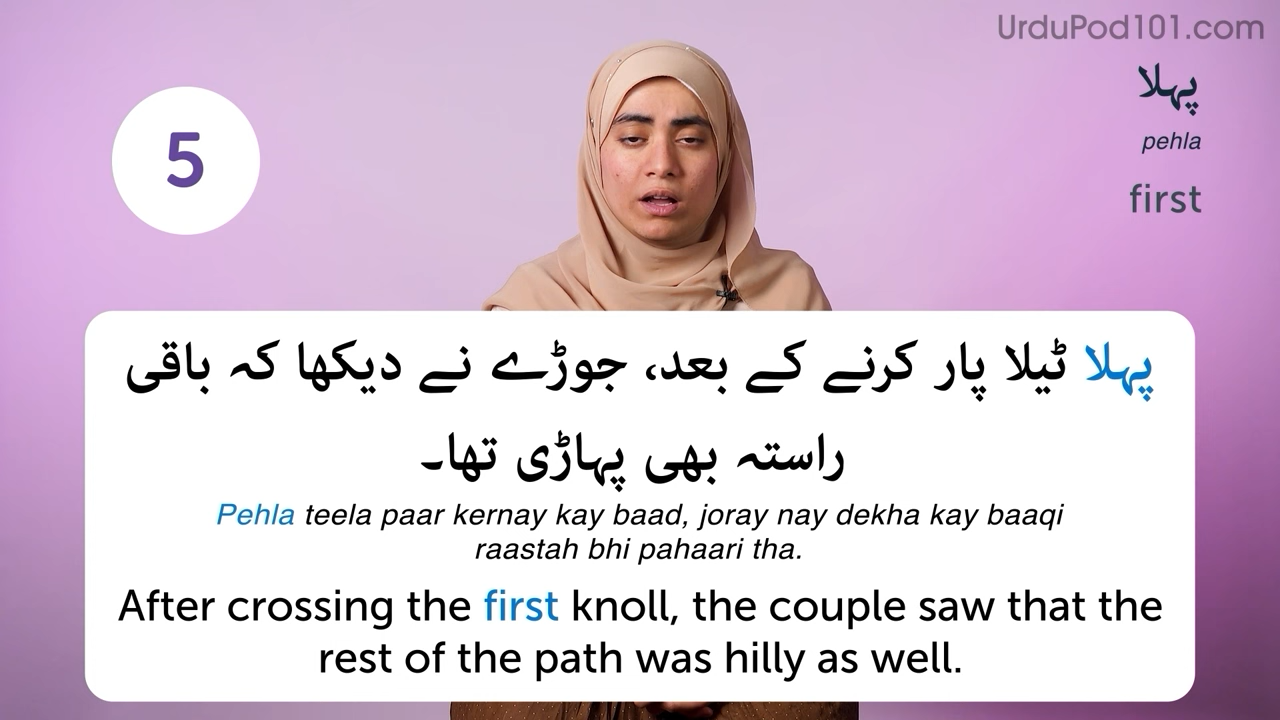 UrduPod101.com
پہلا
pehla
first
5
پہلا ٹیلا پار کرنے کے بعد، جوڑے نے دیکھا کہ باقی
راستہ بھی پہاڑی تھا۔
Pehla teela paar kernay kay baad, joray nay dekha kay baaqi
raastah bhi pahaari tha.
After crossing the first knoll, the couple saw that the
rest of the path was hilly as well.